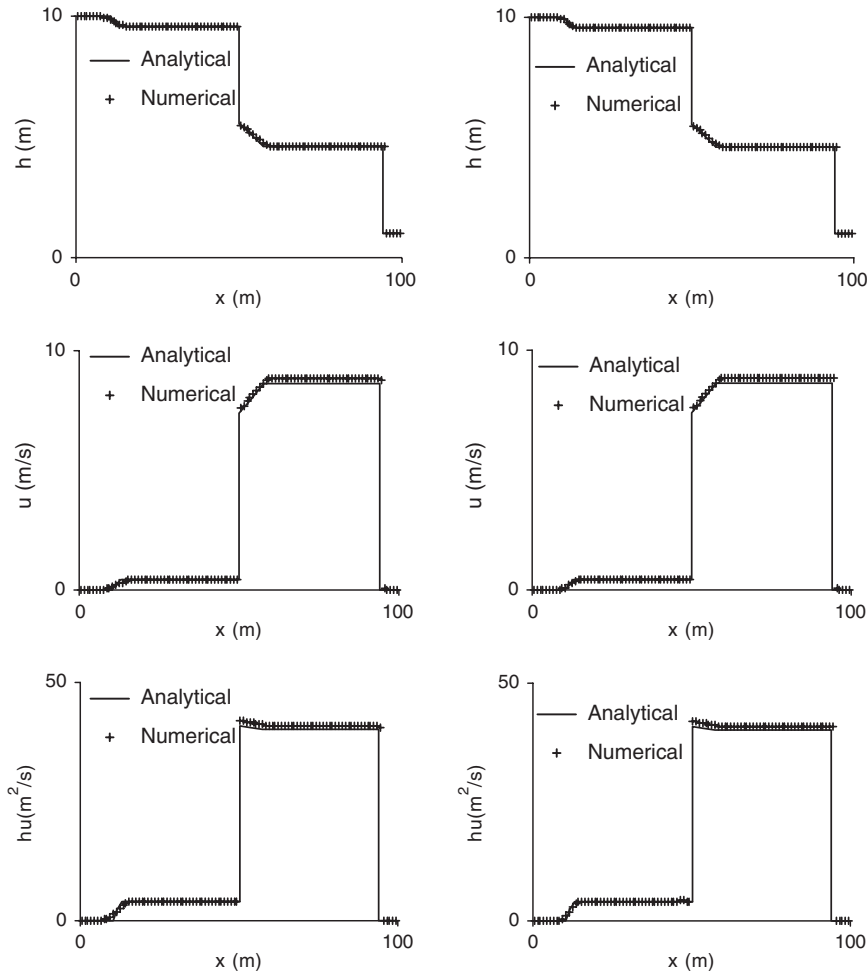 10
Analytical
Numerical
h (m)
0
0
100
x (m)
10
Analytical
Numerical
h (m)
0
0
100
x (m)
10
Analytical
Numerical
u (m/s)
0
0
100
x (m)
10
Analytical
Numerical
u (m/s)
0
0
100
x (m)
50
Analytical
Numerical
hu(m²/s)
0
0
100
x (m)
50
Analytical
Numerical
hu(m²/s)
0
0
100
x (m)